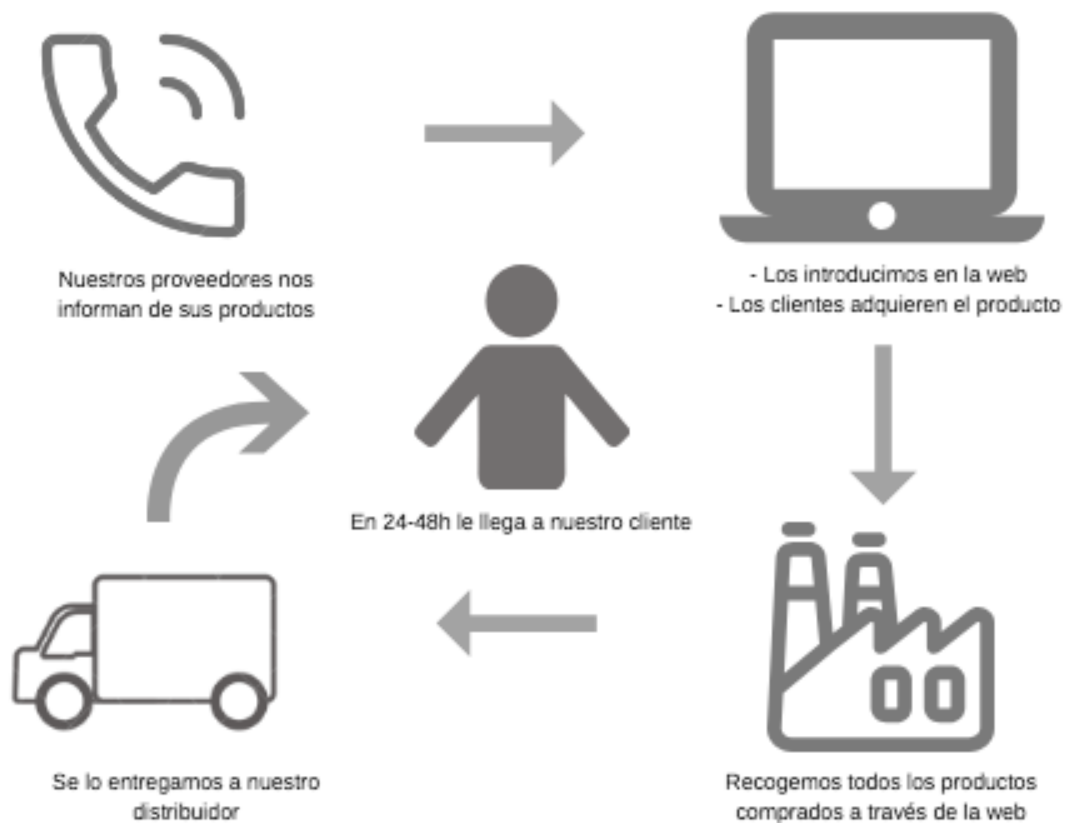 Nuestros proveedores nos
informan de sus productos
- Los introducimos en la web
- Los clientes adquieren el producto
En 24-48h le llega a nuestro cliente
Se lo entregamos a nuestro
distribuidor
Recogemos todos los productos
comprados a través de la web